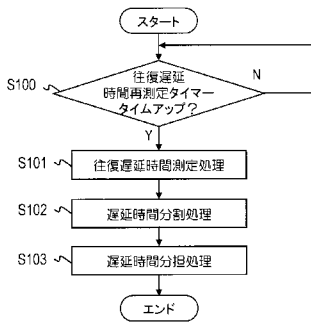 スタート
S100
往復遅延
時間再測定タイマー
タイムアップ？
N
Y
S101
往復遅延時間測定処理
S102
遅延時間分割処理
S103
遅延時間分担処理
エンド